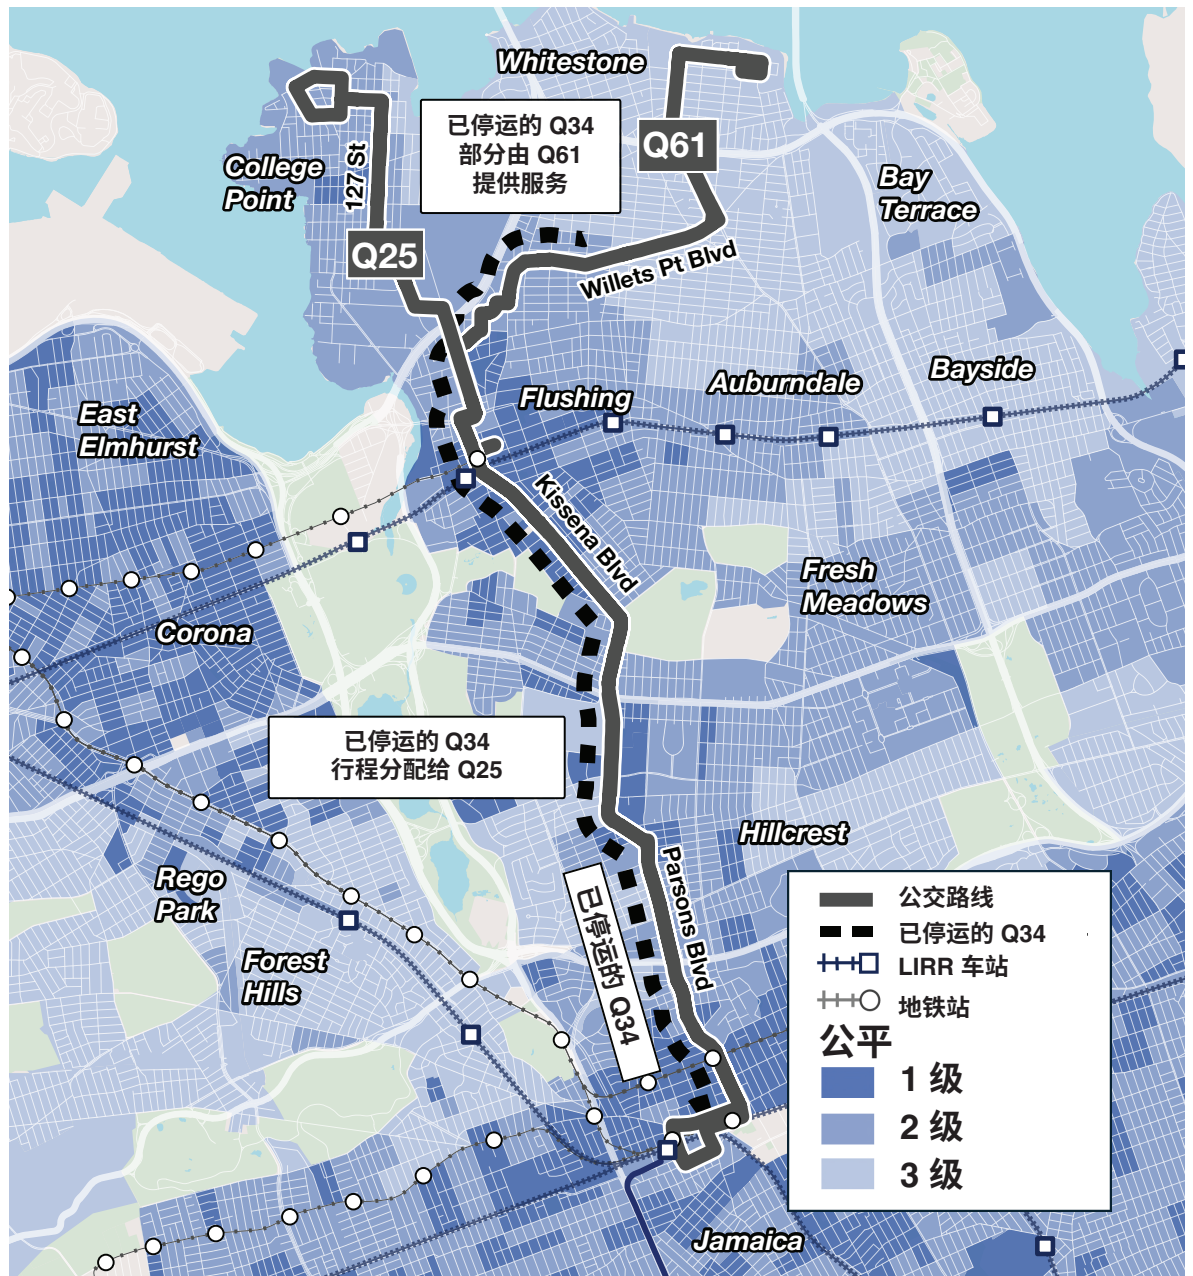 Whitestone
已停运的 Q34
部分由 Q61
提供服务
Q61
College
Point
127 St
Bay
Terrace
Q25
Willets Pt Blvd
East
Elmhurst
Flushing
Auburndale
Bayside
Kissena Blvd
Fresh
Meadows
Corona
已停运的 Q34
行程分配给 Q25
Hillcrest
Parsons Blvd
Rego
Park
已停运的 Q34
Forest
Hills
公交路线
已停运的 Q34
LIRR 车站
地铁站
公平
1 级
2 级
3 级
Jamaica